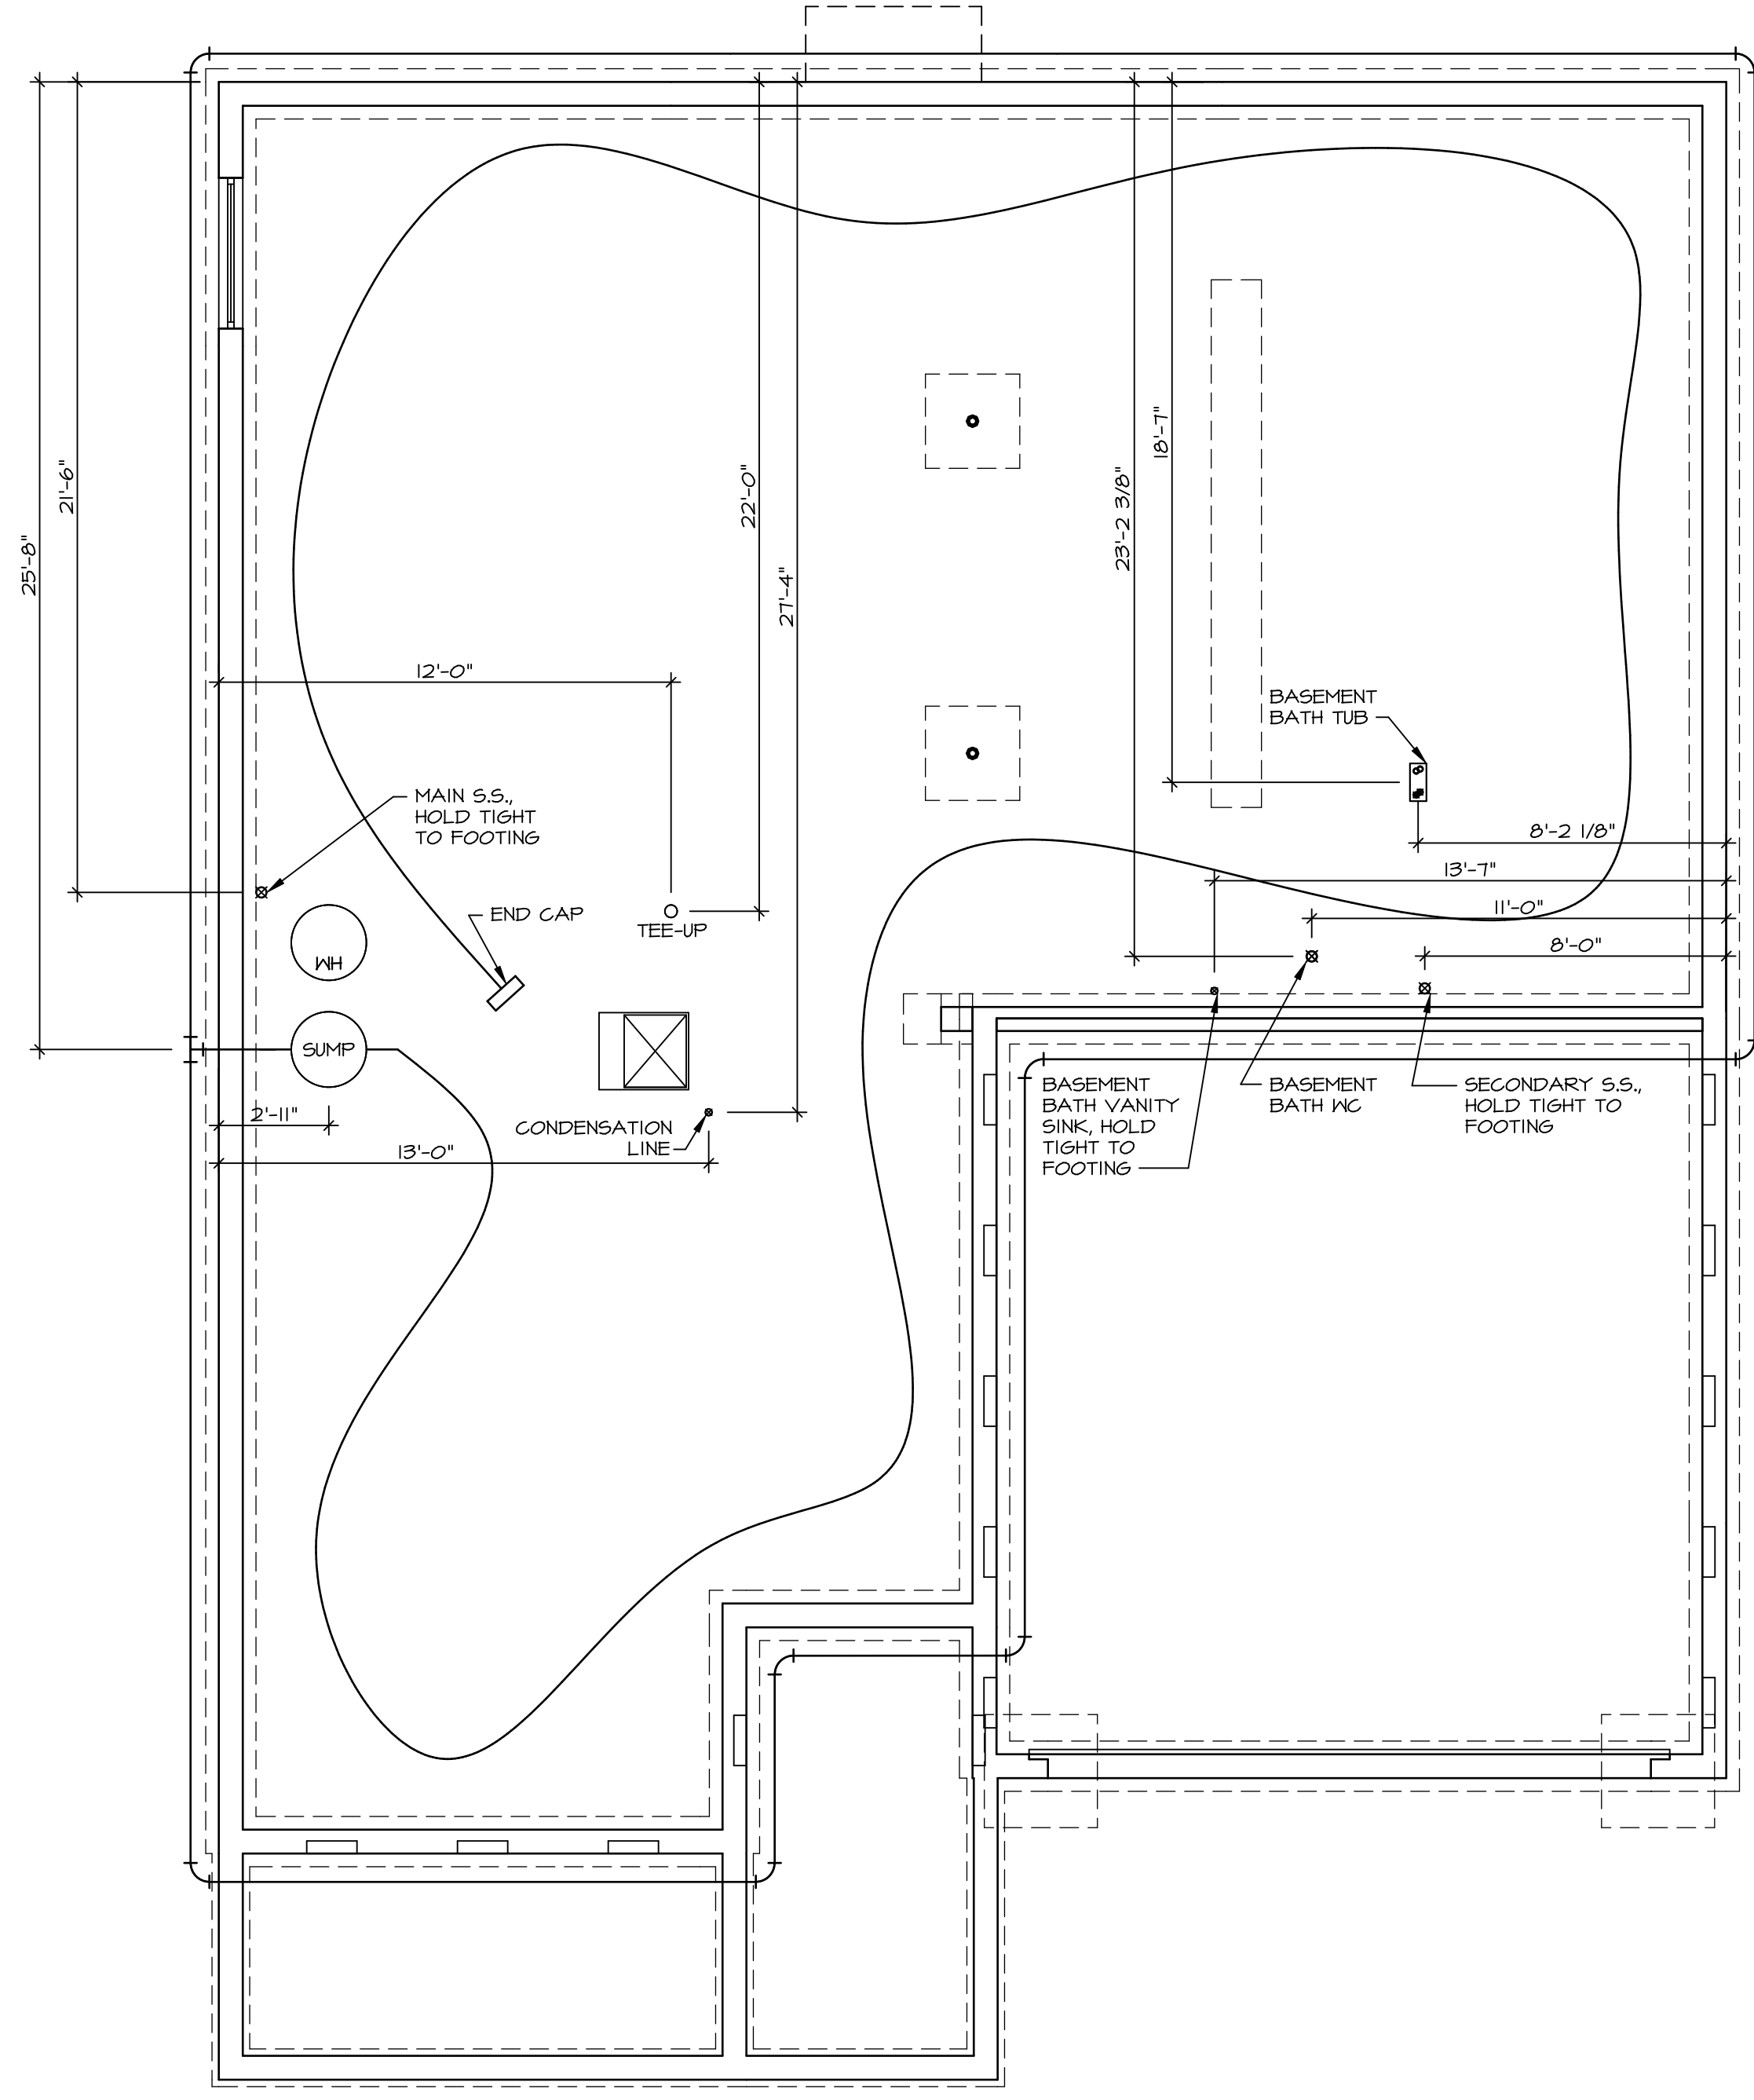 18'-7"
21'-6"
22'-0"
23'-2 3/8"
25'-8"
27'-4"
12'-0"
BASEMENT
BATH TUB
MAIN S.S.,
HOLD TIGHT
TO FOOTING
8'-2 1/8"
13'-7"
END CAP
11'-0"
TEE-UP
8'-0"
WH
SUMP
2'-11"
CONDENSATION
LINE
13'-0"
BASEMENT
BATH VANITY
SINK, HOLD
TIGHT TO
FOOTING
BASEMENT
BATH WC
SECONDARY S.S.,
HOLD TIGHT TO
FOOTING